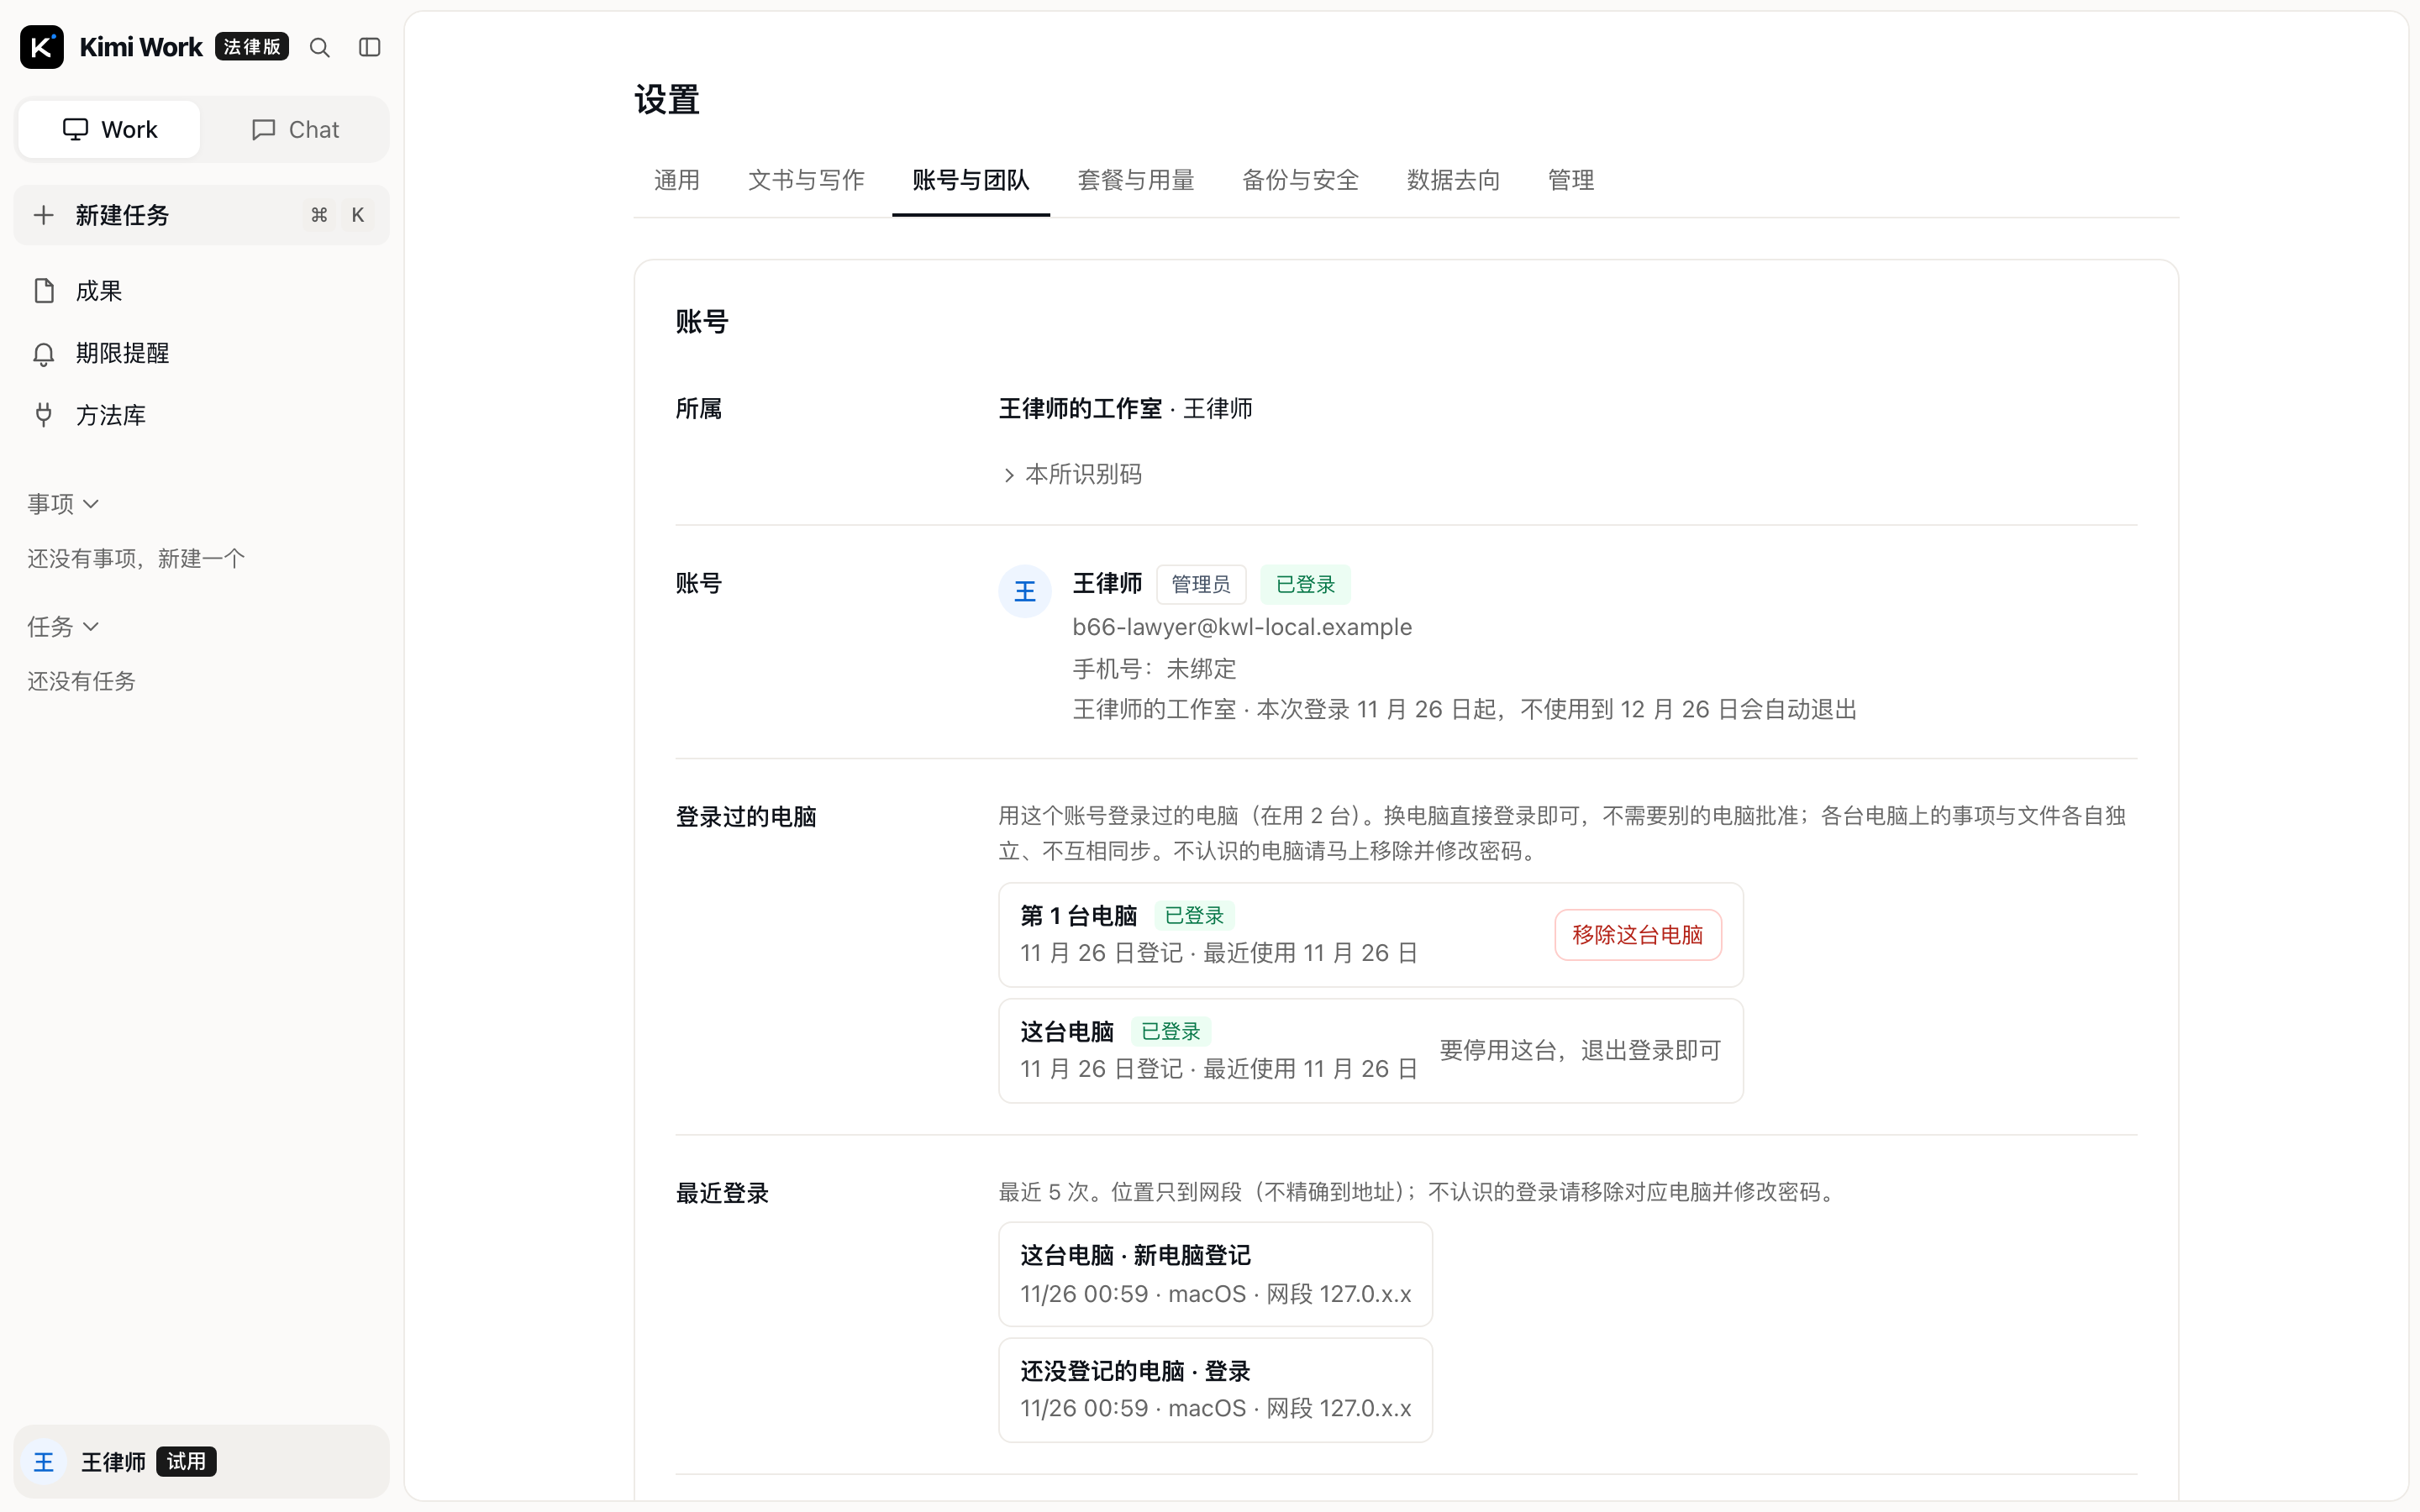 Kimi Work 法律版
Work
Chat
新建任务 ⌘ K
成果
期限提醒
方法库
事项
还没有事项，新建一个
任务
还没有任务
王 王律师 试用
设置
通用 文书与写作 账号与团队 套餐与用量 备份与安全 数据去向 管理
账号
所属
王律师的工作室 · 王律师
本所识别码
账号
王 王律师 管理员 已登录
b66-lawyer@kwl-local.example
手机号：未绑定
王律师的工作室 · 本次登录 11 月 26 日起，不使用到 12 月 26 日会自动退出
登录过的电脑
用这个账号登录过的电脑（在用 2 台）。换电脑直接登录即可，不需要别的电脑批准；各台电脑上的事项与文件各自独
立、不互相同步。不认识的电脑请马上移除并修改密码。
第 1 台电脑 已登录
11 月 26 日登记 · 最近使用 11 月 26 日
移除这台电脑
这台电脑 已登录
11 月 26 日登记 · 最近使用 11 月 26 日
要停用这台，退出登录即可
最近登录
最近 5 次。位置只到网段（不精确到地址）；不认识的登录请移除对应电脑并修改密码。
这台电脑 · 新电脑登记
11/26 00:59 · macOS · 网段 127.0.x.x
还没登记的电脑 · 登录
11/26 00:59 · macOS · 网段 127.0.x.x